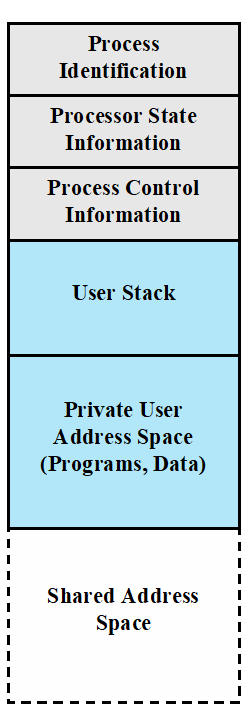 Process
Identification
Processor State
Information
Process Control
Information
User Stack
Private User
Address Space
(Programs, Data)
Shared Address
Space